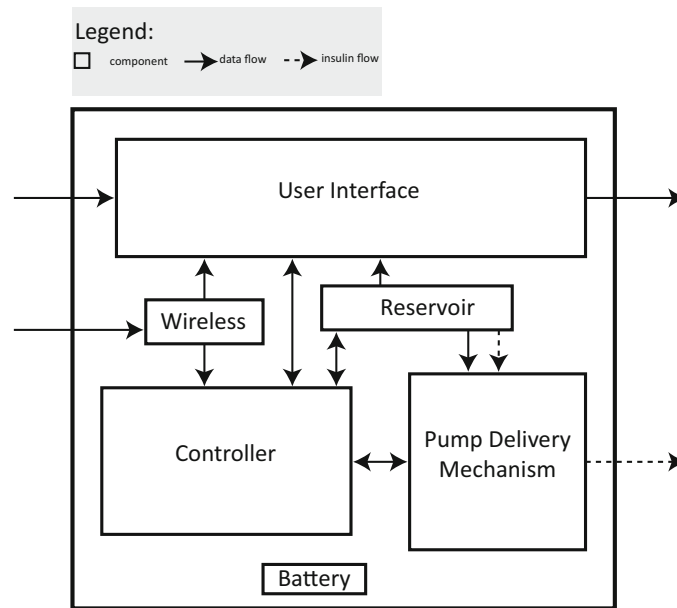 Legend:
component data flow insulin flow
User Interface
Wireless
Reservoir
Controller
Pump Delivery
Mechanism
Battery